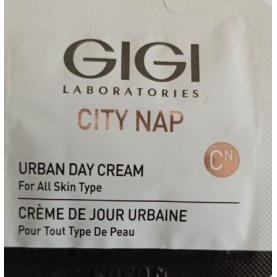 GIGI
LABORATORIES
CITY NAP
CN
URBAN DAY CREAM
For All Skin Type
CRÈME DE JOUR URBAINE
Pour Tout Type De Peau